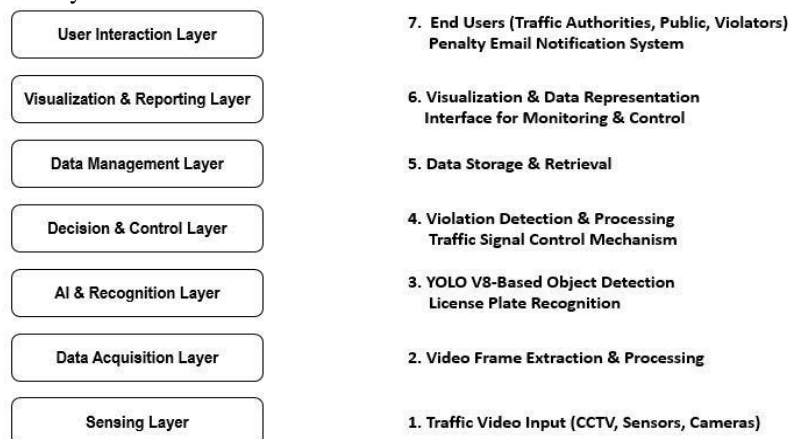 User Interaction Layer
7. End Users (Traffic Authorities, Public, Violators)
Penalty Email Notification System
Visualization & Reporting Layer
6. Visualization & Data Representation
Interface for Monitoring & Control
Data Management Layer
5. Data Storage & Retrieval
Decision & Control Layer
4. Violation Detection & Processing
Traffic Signal Control Mechanism
AI & Recognition Layer
3. YOLO V8-Based Object Detection
License Plate Recognition
Data Acquisition Layer
2. Video Frame Extraction & Processing
Sensing Layer
1. Traffic Video Input (CCTV, Sensors, Cameras)